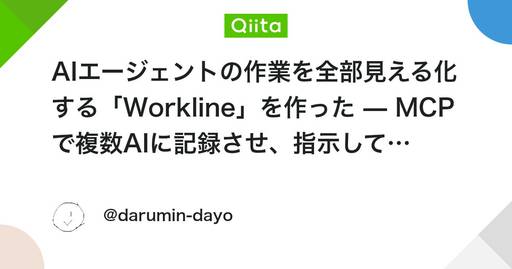 Qiita
AIエージェントの作業を全部見える化
する「Workline」を作った — MCP
で複数AIに記録させ、指示して…
@darumin-dayo